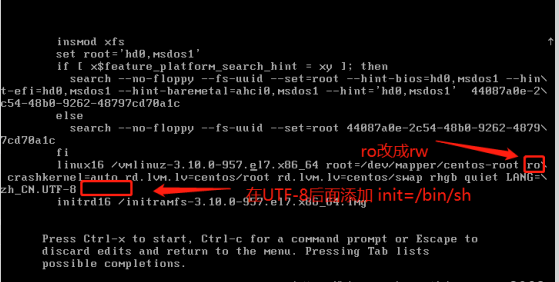 insmod xfs
set root='hd0,msdos1'
if [ x$feature_platform_search_hint = xy ]; then
search --no-floppy --fs-uuid --set=root --hint-bios=hd0,msdos1 --hin\
t-efi=hd0,msdos1 --hint-baremetal=ahci0,msdos1 --hint='hd0,msdos1' 44087a0e-2\
c54-48b0-9262-48797cd70a1c
else
search --no-floppy --fs-uuid --set=root 44087a0e-2c54-48b0-9262-4879\
7cd70a1c
fi
ro改成rw
linux16 /vmlinuz-3.10.0-957.el7.x86_64 root=/dev/mapper/centos-root ro\
crashkernel=auto rd.lvm.lv=centos/root rd.lvm.lv=centos/swap rhgb quiet LANG=\
zh_CN.UTF-8
在UTF-8后面添加 init=/bin/sh
initrd16 /initramfs-3.10.0-957.el7.x86_64.img
Press Ctrl-x to start, Ctrl-c for a command prompt or Escape to
discard edits and return to the menu. Pressing Tab lists
possible completions.